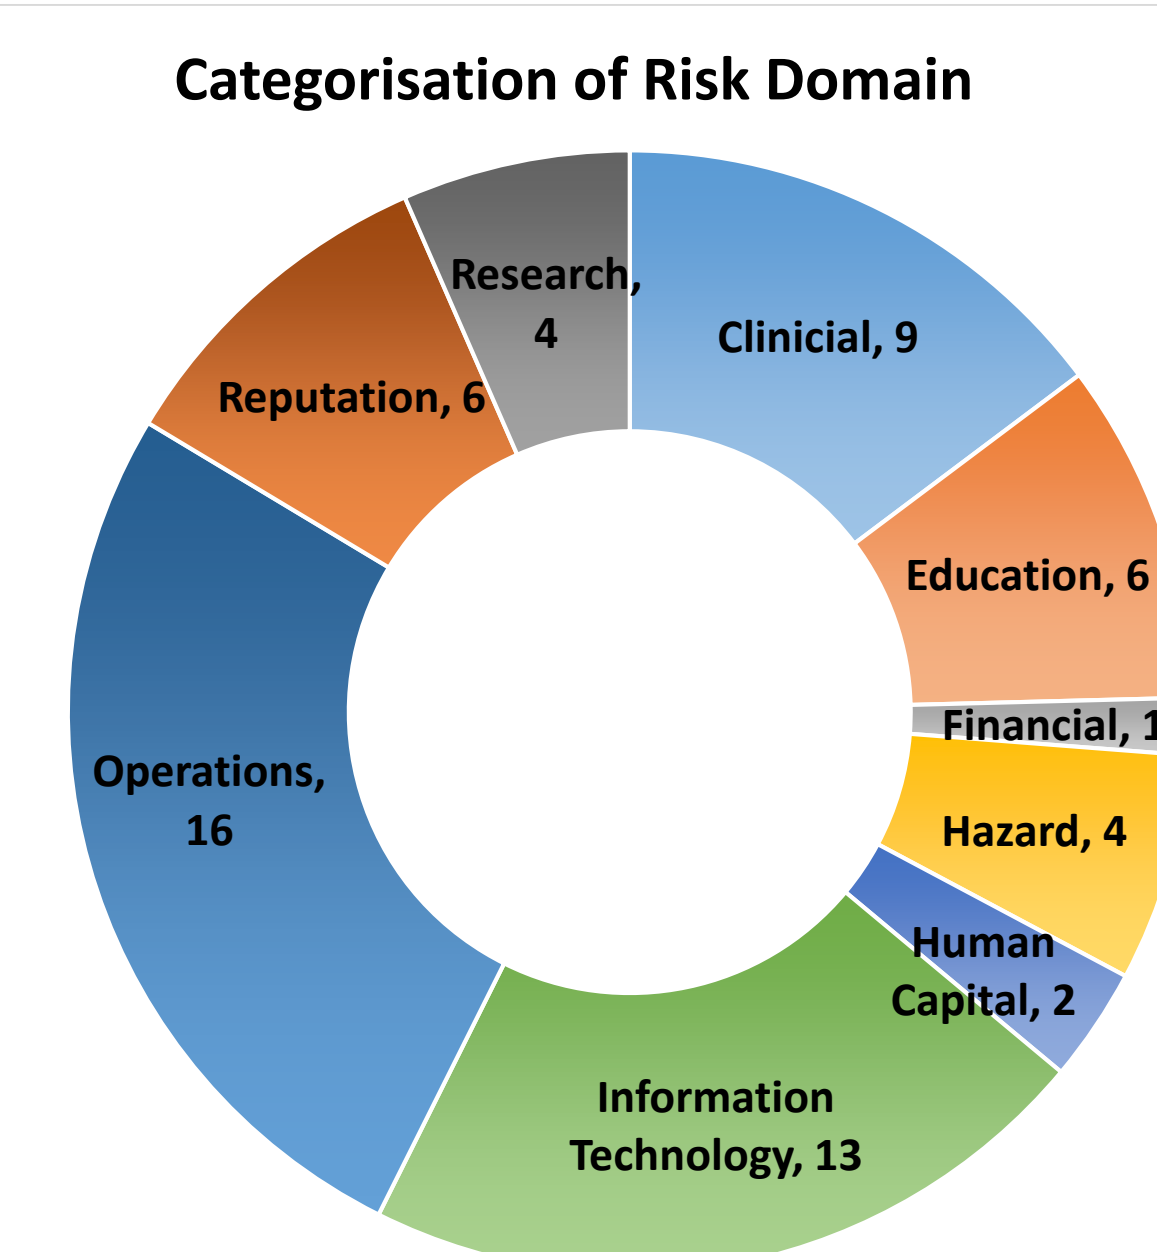 Categorisation of Risk Domain
Research,
4
Clinicial, 9
Reputation, 6
Education, 6
Financial, 1
Operations,
16
Hazard, 4
Human
Capital, 2
Information
Technology, 13